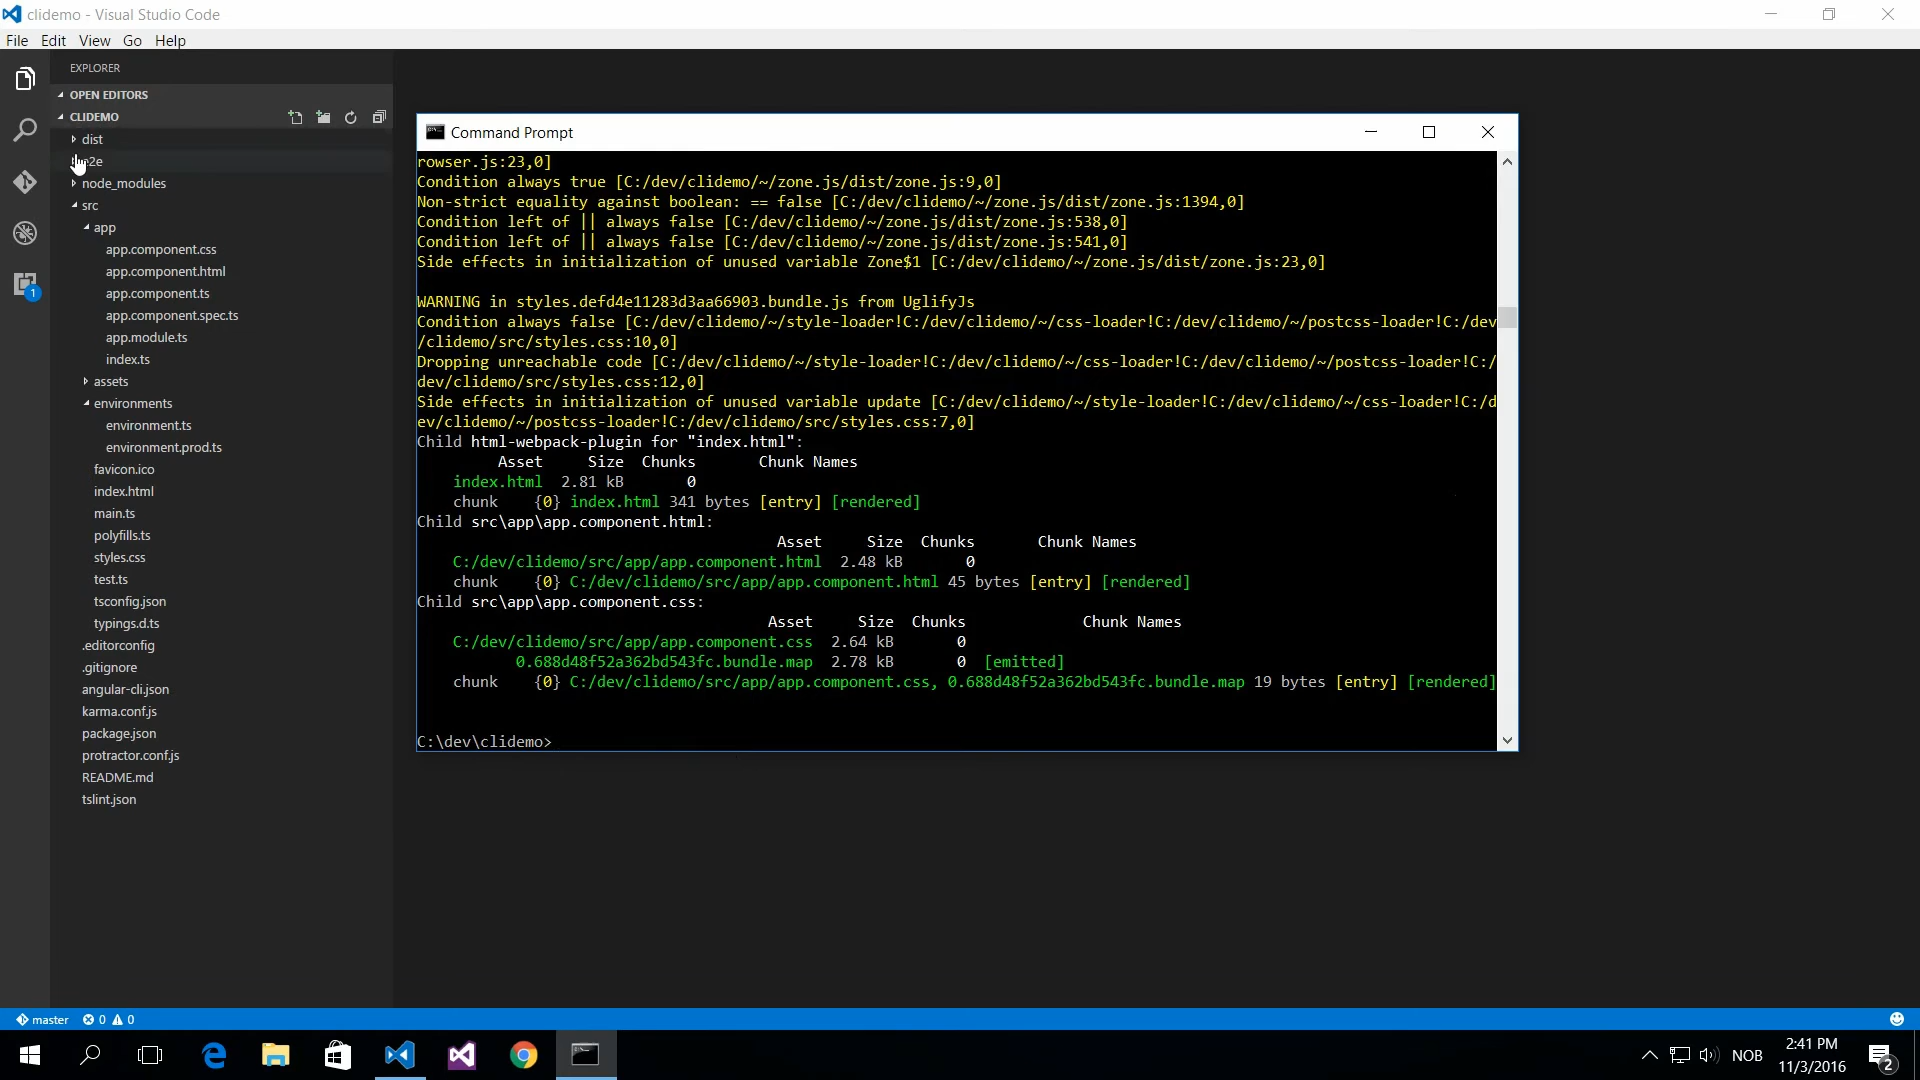 clidemo - Visual Studio Code
File Edit View Go Help
EXPLORER
OPEN EDITORS
CLIDEMO
dist
2e
node_modules
src
app
app.component.css
app.component.html
app.component.ts
app.component.spec.ts
app.module.ts
index.ts
assets
environments
environment.ts
environment.prod.ts
favicon.ico
index.html
main.ts
polyfills.ts
styles.css
test.ts
tsconfig.json
typings.d.ts
.editorconfig
.gitignore
angular-cli.json
karma.conf.js
package.json
protractor.conf.js
README.md
tslint.json
1
Command Prompt
rowser.js:23,0]
Condition always true [C:/dev/clidemo/~/zone.js/dist/zone.js:9,0]
Non-strict equality against boolean: == false [C:/dev/clidemo/~/zone.js/dist/zone.js:1394,0]
Condition left of || always false [C:/dev/clidemo/~/zone.js/dist/zone.js:538,0]
Condition left of || always false [C:/dev/clidemo/~/zone.js/dist/zone.js:541,0]
Side effects in initialization of unused variable Zone$1 [C:/dev/clidemo/~/zone.js/dist/zone.js:23,0]
WARNING in styles.defd4e11283d3aa66903.bundle.js from UglifyJs
Condition always false [C:/dev/clidemo/~/style-loader!C:/dev/clidemo/~/css-loader!C:/dev/clidemo/~/postcss-loader!C:/dev
/clidemo/src/styles.css:10,0]
Dropping unreachable code [C:/dev/clidemo/~/style-loader!C:/dev/clidemo/~/css-loader!C:/dev/clidemo/~/postcss-loader!C:/
dev/clidemo/src/styles.css:12,0]
Side effects in initialization of unused variable update [C:/dev/clidemo/~/style-loader!C:/dev/clidemo/~/css-loader!C:/d
ev/clidemo/~/postcss-loader!C:/dev/clidemo/src/styles.css:7,0]
Child html-webpack-plugin for "index.html":
Asset Size Chunks Chunk Names
index.html 2.81 kB 0
chunk {0} index.html 341 bytes [entry] [rendered]
Child src\app\app.component.html:
Asset Size Chunks Chunk Names
C:/dev/clidemo/src/app/app.component.html 2.48 kB 0
chunk {0} C:/dev/clidemo/src/app/app.component.html 45 bytes [entry] [rendered]
Child src\app\app.component.css:
Asset Size Chunks Chunk Names
C:/dev/clidemo/src/app/app.component.css 2.64 kB 0
0.688d48f52a362bd543fc.bundle.map 2.78 kB 0 [emitted]
chunk {0} C:/dev/clidemo/src/app/app.component.css, 0.688d48f52a362bd543fc.bundle.map 19 bytes [entry] [rendered]
C:\dev\clidemo>
master 0 0
NOB
2:41 PM
11/3/2016
2